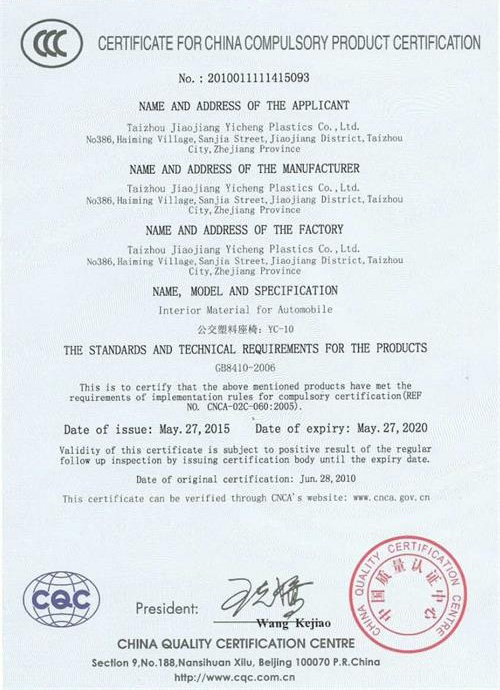 CCC
CERTIFICATE FOR CHINA COMPULSORY PRODUCT CERTIFICATION
No. : 2010011111415093
NAME AND ADDRESS OF THE APPLICANT
Taizhou Jiaojiang Yicheng Plastics Co., Ltd.
No386, Haiming Village, Sanjia Street, Jiaojiang District, Taizhou
City, Zhejiang Province
NAME AND ADDRESS OF THE MANUFACTURER
Taizhou Jiaojiang Yicheng Plastics Co., Ltd.
No386, Haiming Village, Sanjia Street, Jiaojiang District, Taizhou
City, Zhejiang Province
NAME AND ADDRESS OF THE FACTORY
Taizhou Jiaojiang Yicheng Plastics Co., Ltd.
No386, Haiming Village, Sanjia Street, Jiaojiang District, Taizhou
City, Zhejiang Province
NAME, MODEL AND SPECIFICATION
Interior Material for Automobile
公交塑料座椅: YC-10
THE STANDARDS AND TECHNICAL REQUIREMENTS FOR THE PRODUCTS
GB8410-2006
This is to certify that the above mentioned products have met the
requirements of implementation rules for compulsory certification(REF
NO. CNCA-02C-060:2005).
Date of issue: May. 27, 2015 Date of expiry: May. 27, 2020
Validity of this certificate is subject to positive result of the regular
follow up inspection by issuing certification body until the expire date.
Date of original certification: Jun. 28, 2010
This certificate can be verified through CNCA's website: www.cnca.gov.cn
CHINA QUALITY CERTIFICATION CENTRE
中国质量认证中心
CQC
President:
Wang Kejiao
CHINA QUALITY CERTIFICATION CENTRE
Section 9, No.188, Nansihuan Xilu, Beijing 100070 P.R.China
http://www.cqc.com.cn